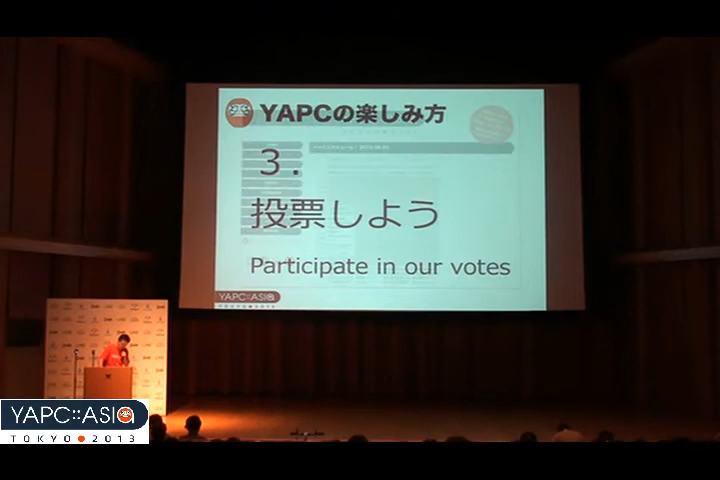 YAPCの楽しみ方
3.
投票しよう
Participate in our votes
YAPC::ASIA
YAPC::ASIA
TOKYO 2013